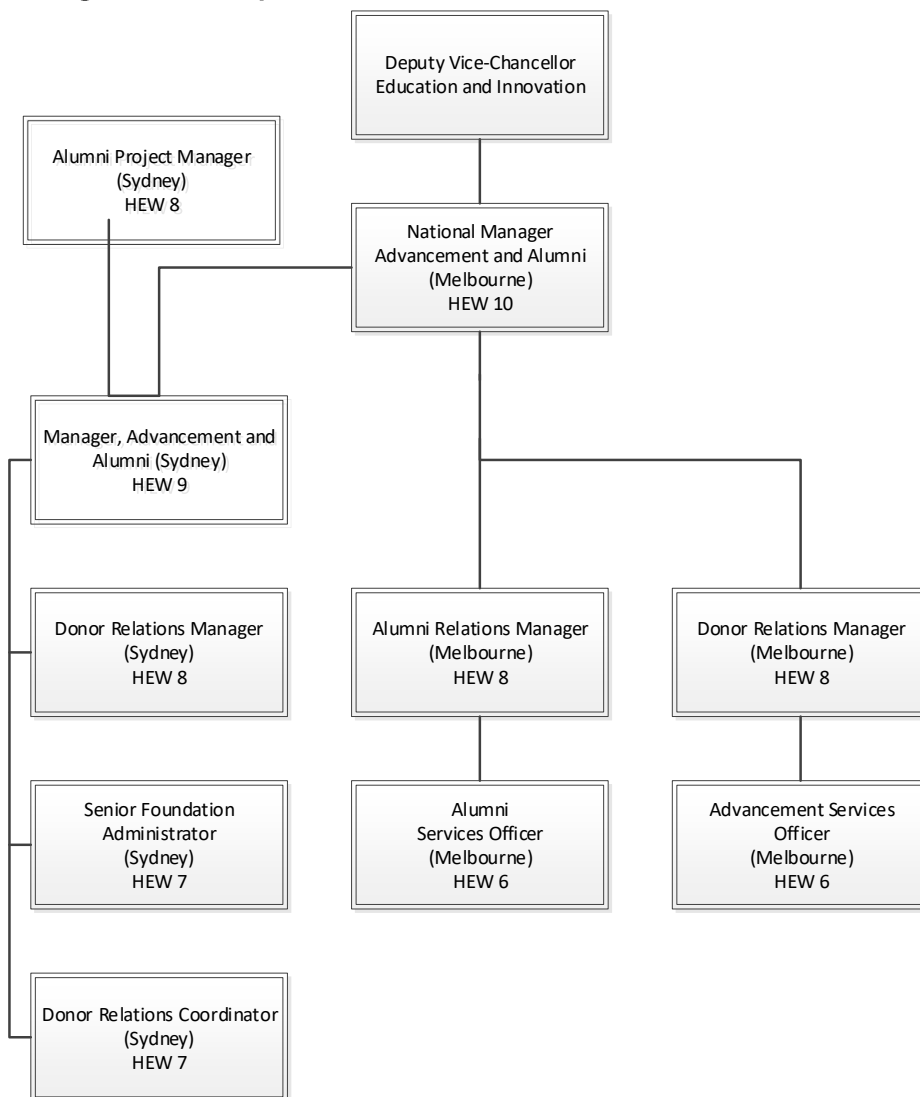 Deputy Vice-Chancellor
Education and Innovation
Alumni Project Manager
(Sydney)
HEW 8
National Manager
Advancement and Alumni
(Melbourne)
HEW 10
Manager, Advancement and
Alumni (Sydney)
HEW 9
Donor Relations Manager
(Sydney)
HEW 8
Alumni Relations Manager
(Melbourne)
HEW 8
Donor Relations Manager
(Melbourne)
HEW 8
Senior Foundation
Administrator
(Sydney)
HEW 7
Alumni
Services Officer
(Melbourne)
HEW 6
Advancement Services
Officer
(Melbourne)
HEW 6
Donor Relations Coordinator
(Sydney)
HEW 7